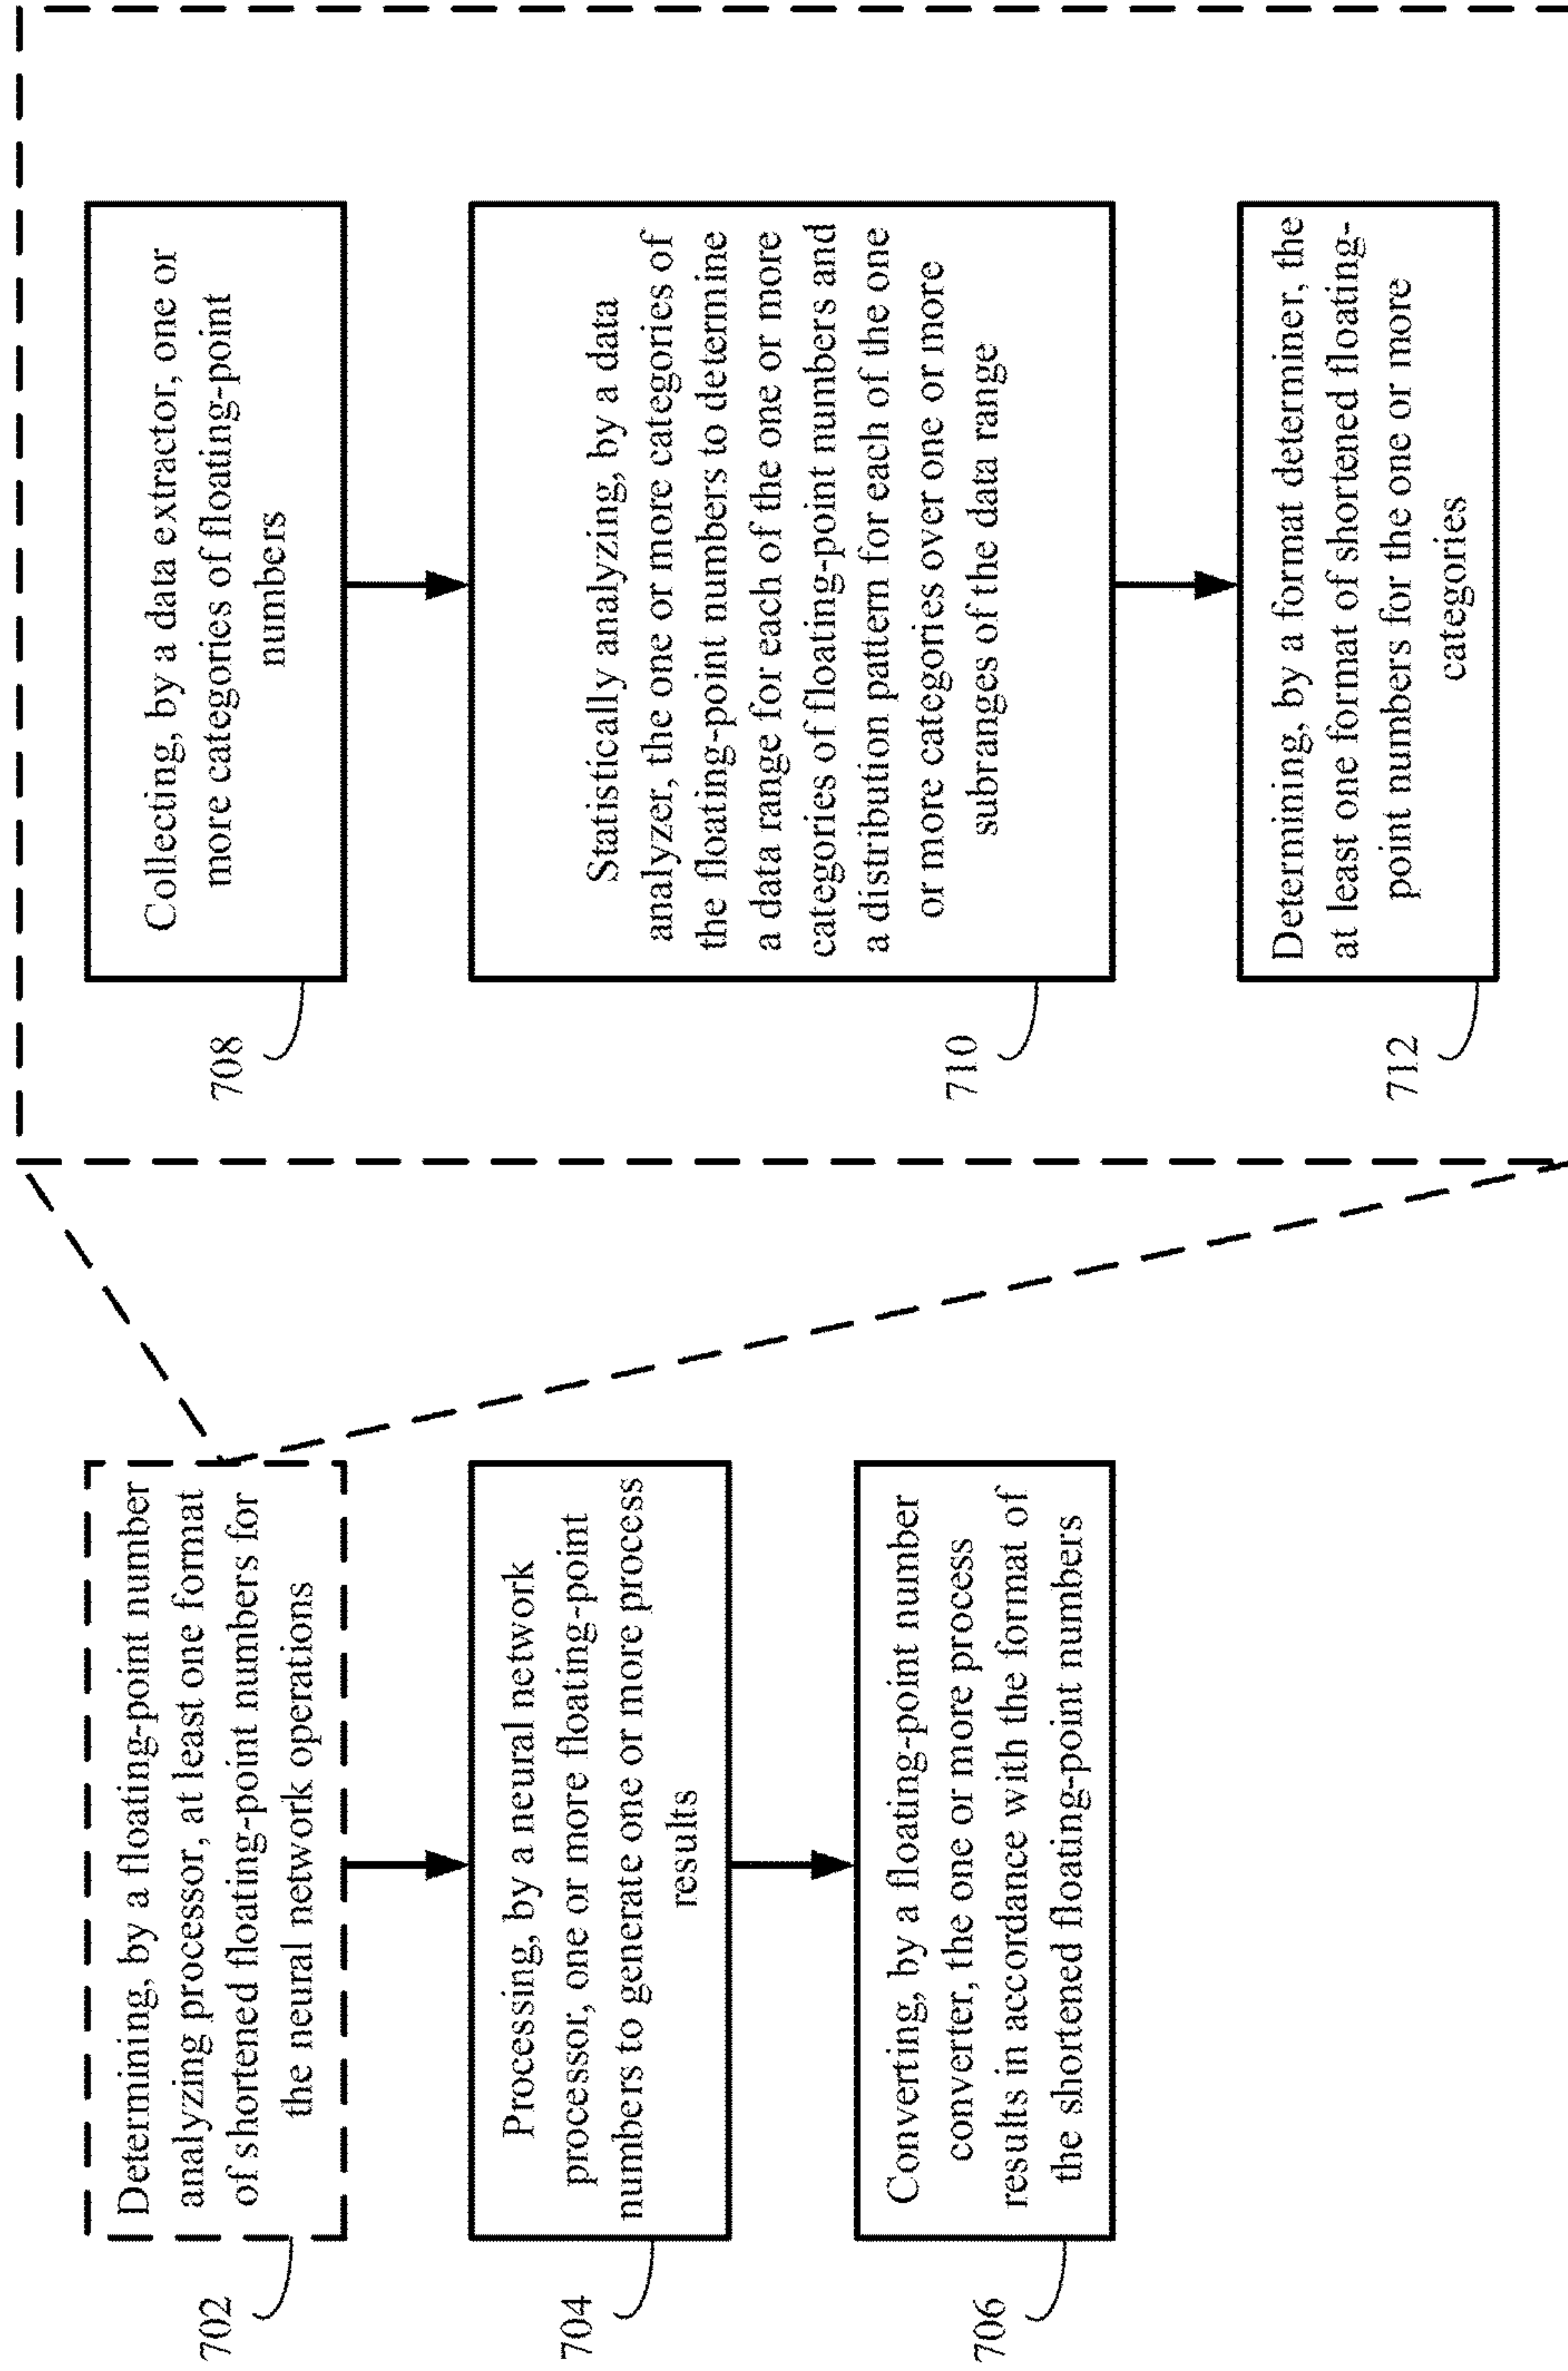 702
Determining, by a floating-point number
analyzing processor, at least one format
of shortened floating-point numbers for
the neural network operations
704
Processing, by a neural network
processor, one or more floating-point
numbers to generate one or more process
results
706
Converting, by a floating-point number
converter, the one or more process
results in accordance with the format of
the shortened floating-point numbers
708
Collecting, by a data extractor, one or
more categories of floating-point
numbers
710
Statistically analyzing, by a data
analyzer, the one or more categories of
the floating-point numbers to determine
a data range for each of the one or more
categories of floating-point numbers and
a distribution pattern for each of the one
or more categories over one or more
subranges of the data range
712
Determining, by a format determiner, the
at least one format of shortened floating-
point numbers for the one or more
categories